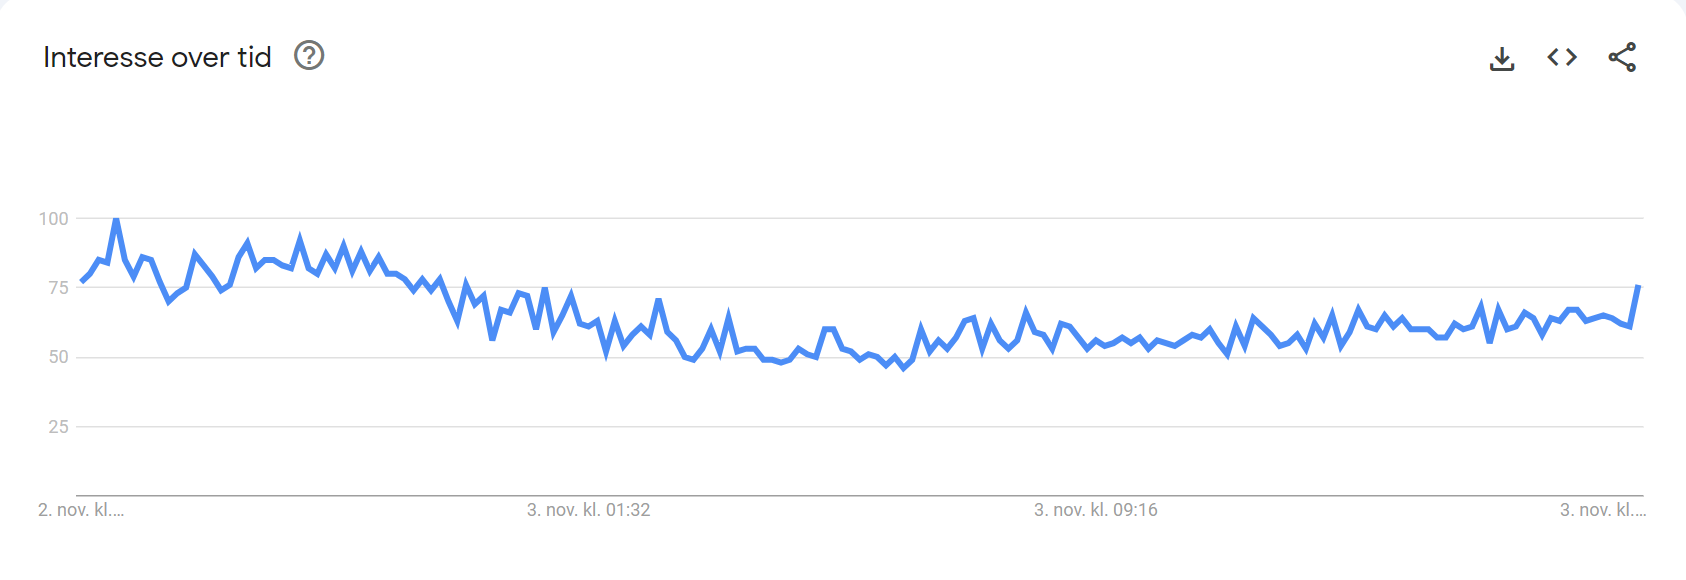 Interesse over tid
100
75
50
25
2. nov. kl.…
3. nov. kl. 01:32
3. nov. kl. 09:16
3. nov. kl.…